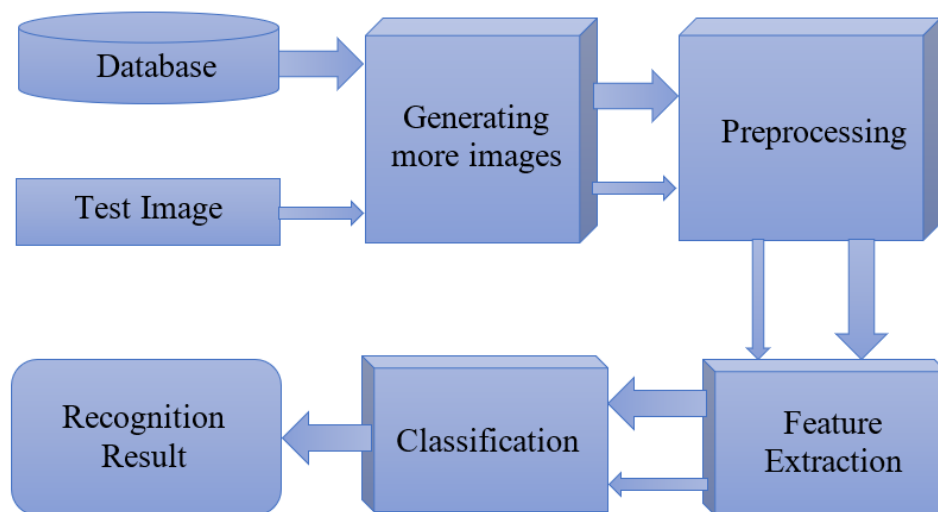 Database
Generating
more images
Preprocessing
Test Image
Recognition
Result
Classification
Feature
Extraction